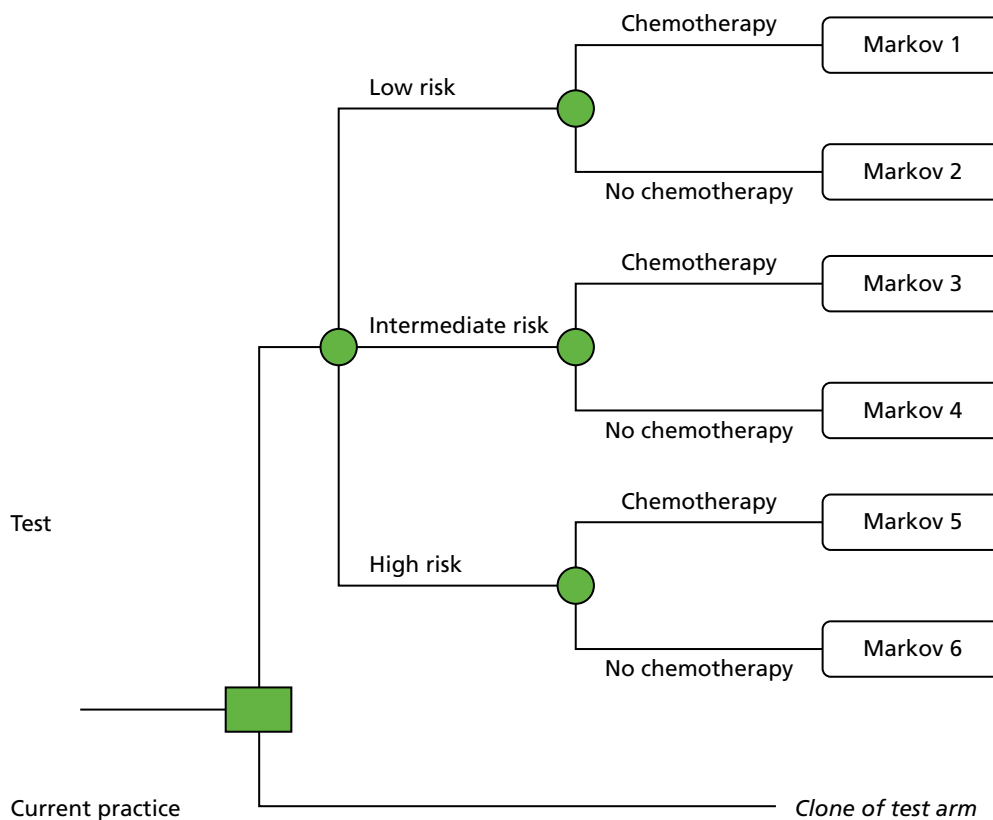 Chemotherapy
Markov 1
Low risk
Markov 2
No chemotherapy
Chemotherapy
Markov 3
Intermediate risk
Markov 4
No chemotherapy
Chemotherapy
Markov 5
Test
High risk
Markov 6
No chemotherapy
Current practice
Clone of test arm